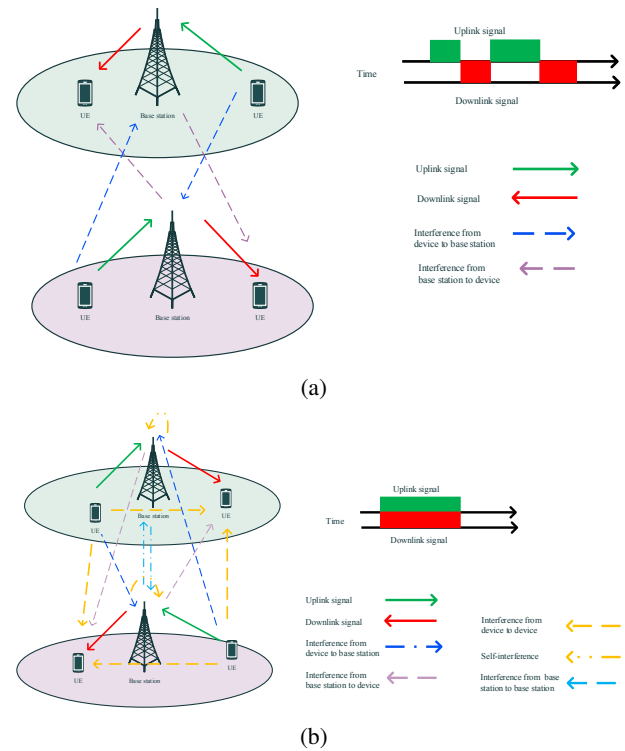 Uplink signal
Time
Downlink signal
UE
Base station
UE
Uplink signal
Downlink signal
Interference from
device to base station
Interference from
base station to device
UE
Base station
UE
(a)
Uplink signal
Time
Downlink signal
UE
Base station
UE
Uplink signal
Downlink signal
Interference from
device to base station
Interference from
base station to device
Interference from
device to device
Self-interference
Interference from base
station to base station
UE
Base station
UE
(b)